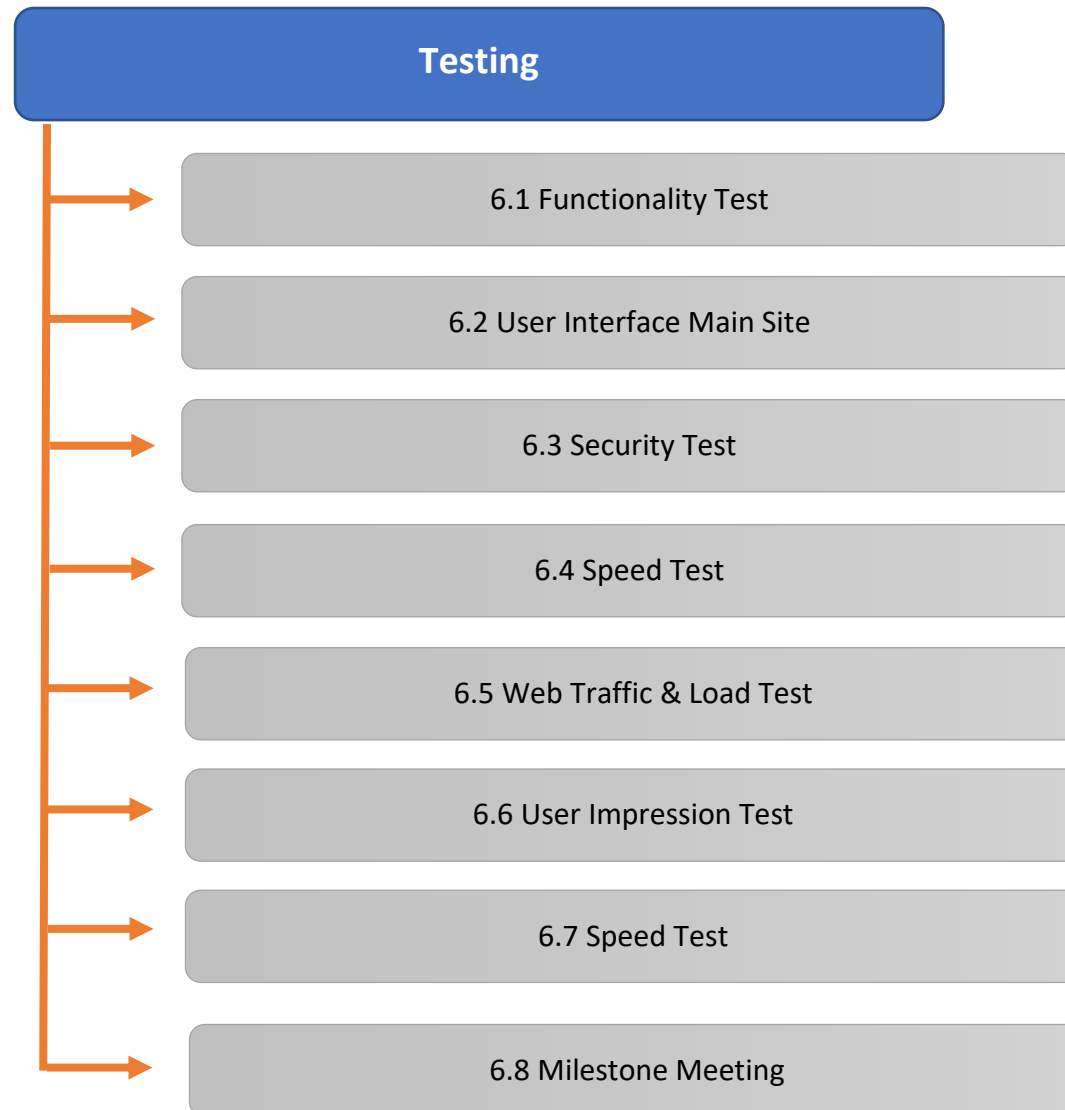 Testing
6.1 Functionality Test
6.2 User Interface Main Site
6.3 Security Test
6.4 Speed Test
6.5 Web Traffic & Load Test
6.6 User Impression Test
6.7 Speed Test
6.8 Milestone Meeting